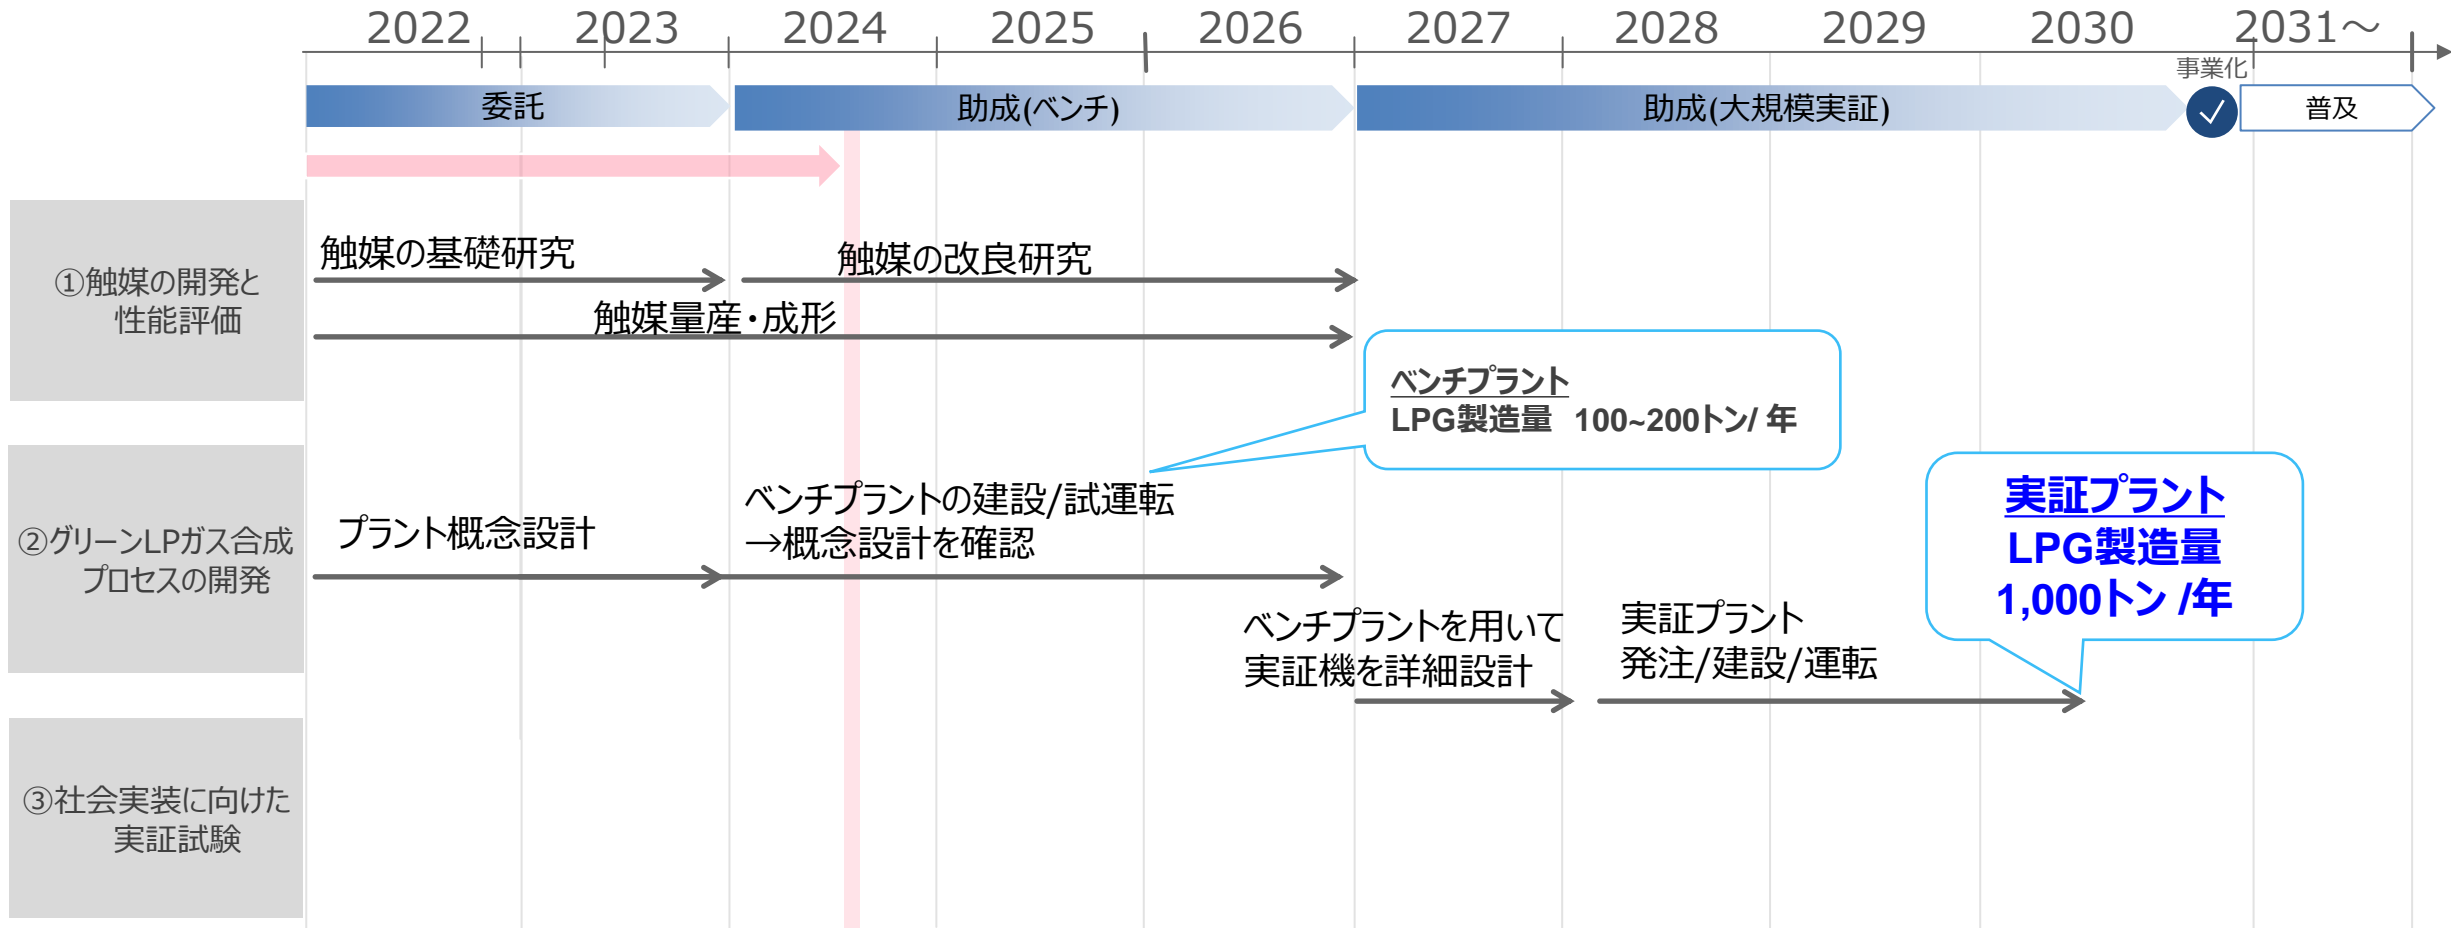 2022 2023 2024 2025 2026 2027 2028 2029 2030 2031～
事業化
委託 助成(ベンチ) 助成(大規模実証) 普及
①触媒の開発と
性能評価
触媒の基礎研究
触媒の改良研究
触媒量産・成形
ベンチプラント
LPG製造量 100~200トン/ 年
②グリーンLPガス合成
プロセスの開発
プラント概念設計
ベンチプラントの建設/試運転
→概念設計を確認
実証プラント
LPG製造量
1,000トン /年
ベンチプラントを用いて
実証機を詳細設計
実証プラント
発注/建設/運転
③社会実装に向けた
実証試験